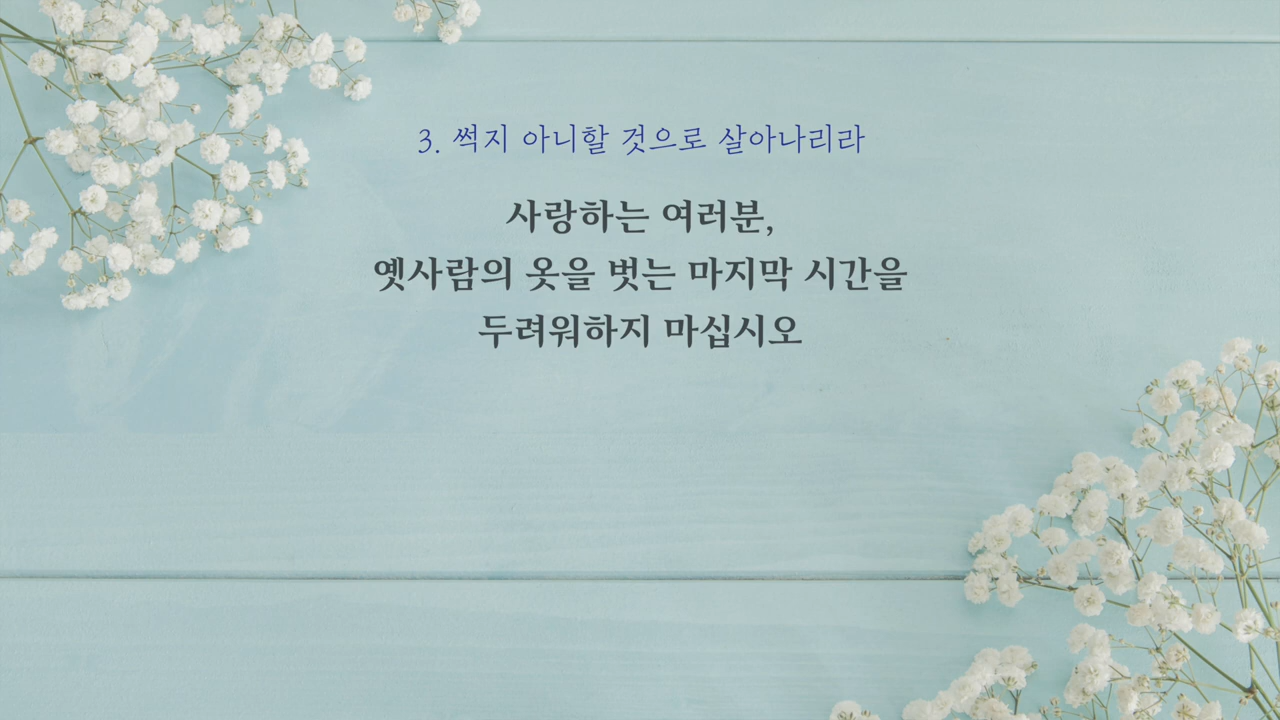 3. 썩지 아니할 것으로 살아나리라
사랑하는 여러분,
옛사람의 옷을 벗는 마지막 시간을
두려워하지 마십시오